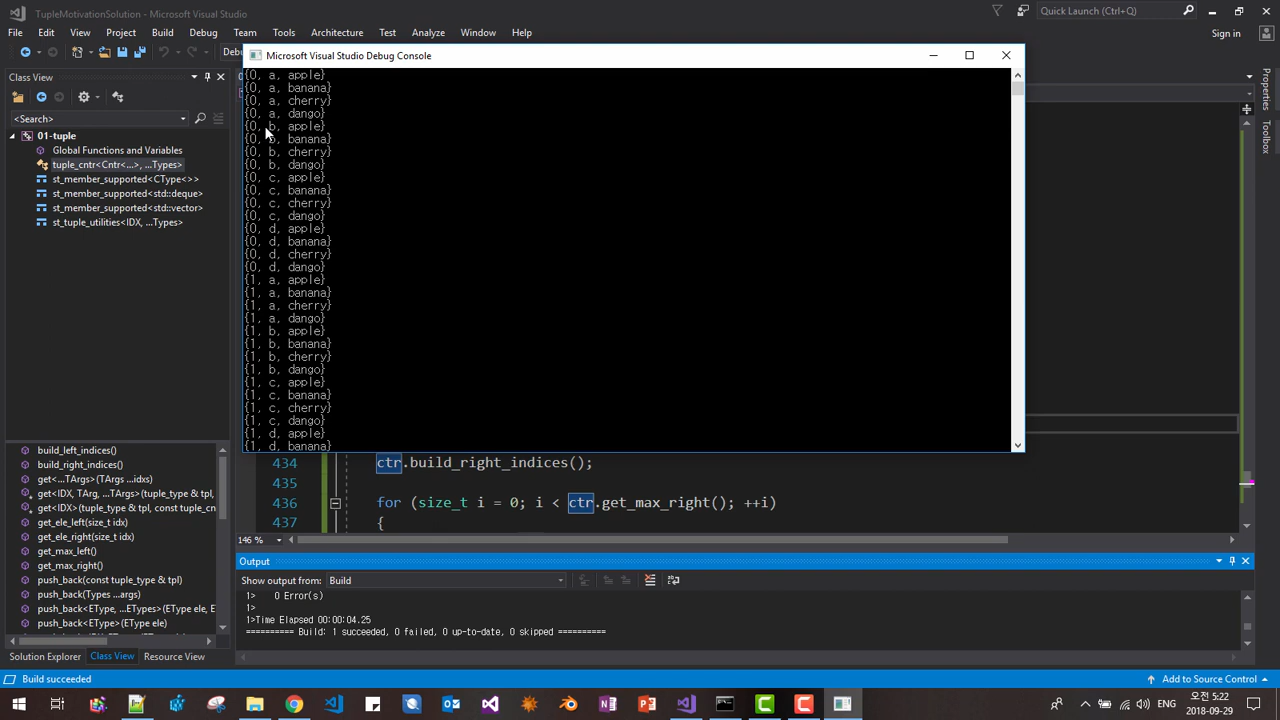 TupleMotivationSolution - Microsoft Visual Studio
Quick Launch (Ctrl+Q)
File Edit View Project Build Debug Team Tools Architecture Test Analyze Window Help
Sign in
Debu
Microsoft Visual Studio Debug Console
Class View
<Search>
01-tuple
Global Functions and Variables
tuple_cntr<Cntr<...>, ...Types>
st_member_supported<CType<>>
st_member_supported<std::deque>
st_member_supported<std::vector>
st_tuple_utilities<IDX, ...Types>
build_left_indices()
build_right_indices()
get<...TArgs>(TArgs ...idxs)
get<IDX, TArg, ...TArgs>(tuple_type & tpl,
get<IDX>(tuple_type & tpl, const tuple_cn
get_ele_left(size_t idx)
get_ele_right(size_t idx)
get_max_left()
get_max_right()
push_back(const tuple_type & tpl)
push_back(Types ...args)
push_back<EType, ...ETypes>(EType ele, E
push_back<EType>(EType ele)
Solution Explorer Class View Resource View
{0, a, apple}
{0, a, banana}
{0, a, cherry}
{0, a, dango}
{0, b, apple}
{0, b, banana}
{0, b, cherry}
{0, b, dango}
{0, c, apple}
{0, c, banana}
{0, c, cherry}
{0, c, dango}
{0, d, apple}
{0, d, banana}
{0, d, cherry}
{0, d, dango}
{1, a, apple}
{1, a, banana}
{1, a, cherry}
{1, a, dango}
{1, b, apple}
{1, b, banana}
{1, b, cherry}
{1, b, dango}
{1, c, apple}
{1, c, banana}
{1, c, cherry}
{1, c, dango}
{1, d, apple}
{1, d, banana}
434 ctr.build_right_indices();
435
436 for (size_t i = 0; i < ctr.get_max_right(); ++i)
437 {
146 %
Output
Show output from: Build
1> 0 Error(s)
1>
1>Time Elapsed 00:00:04.25
========== Build: 1 succeeded, 0 failed, 0 up-to-date, 0 skipped ==========
Notifications
Toolbox
Build succeeded
Add to Source Control
ENG
오전 5:22
2018-09-29